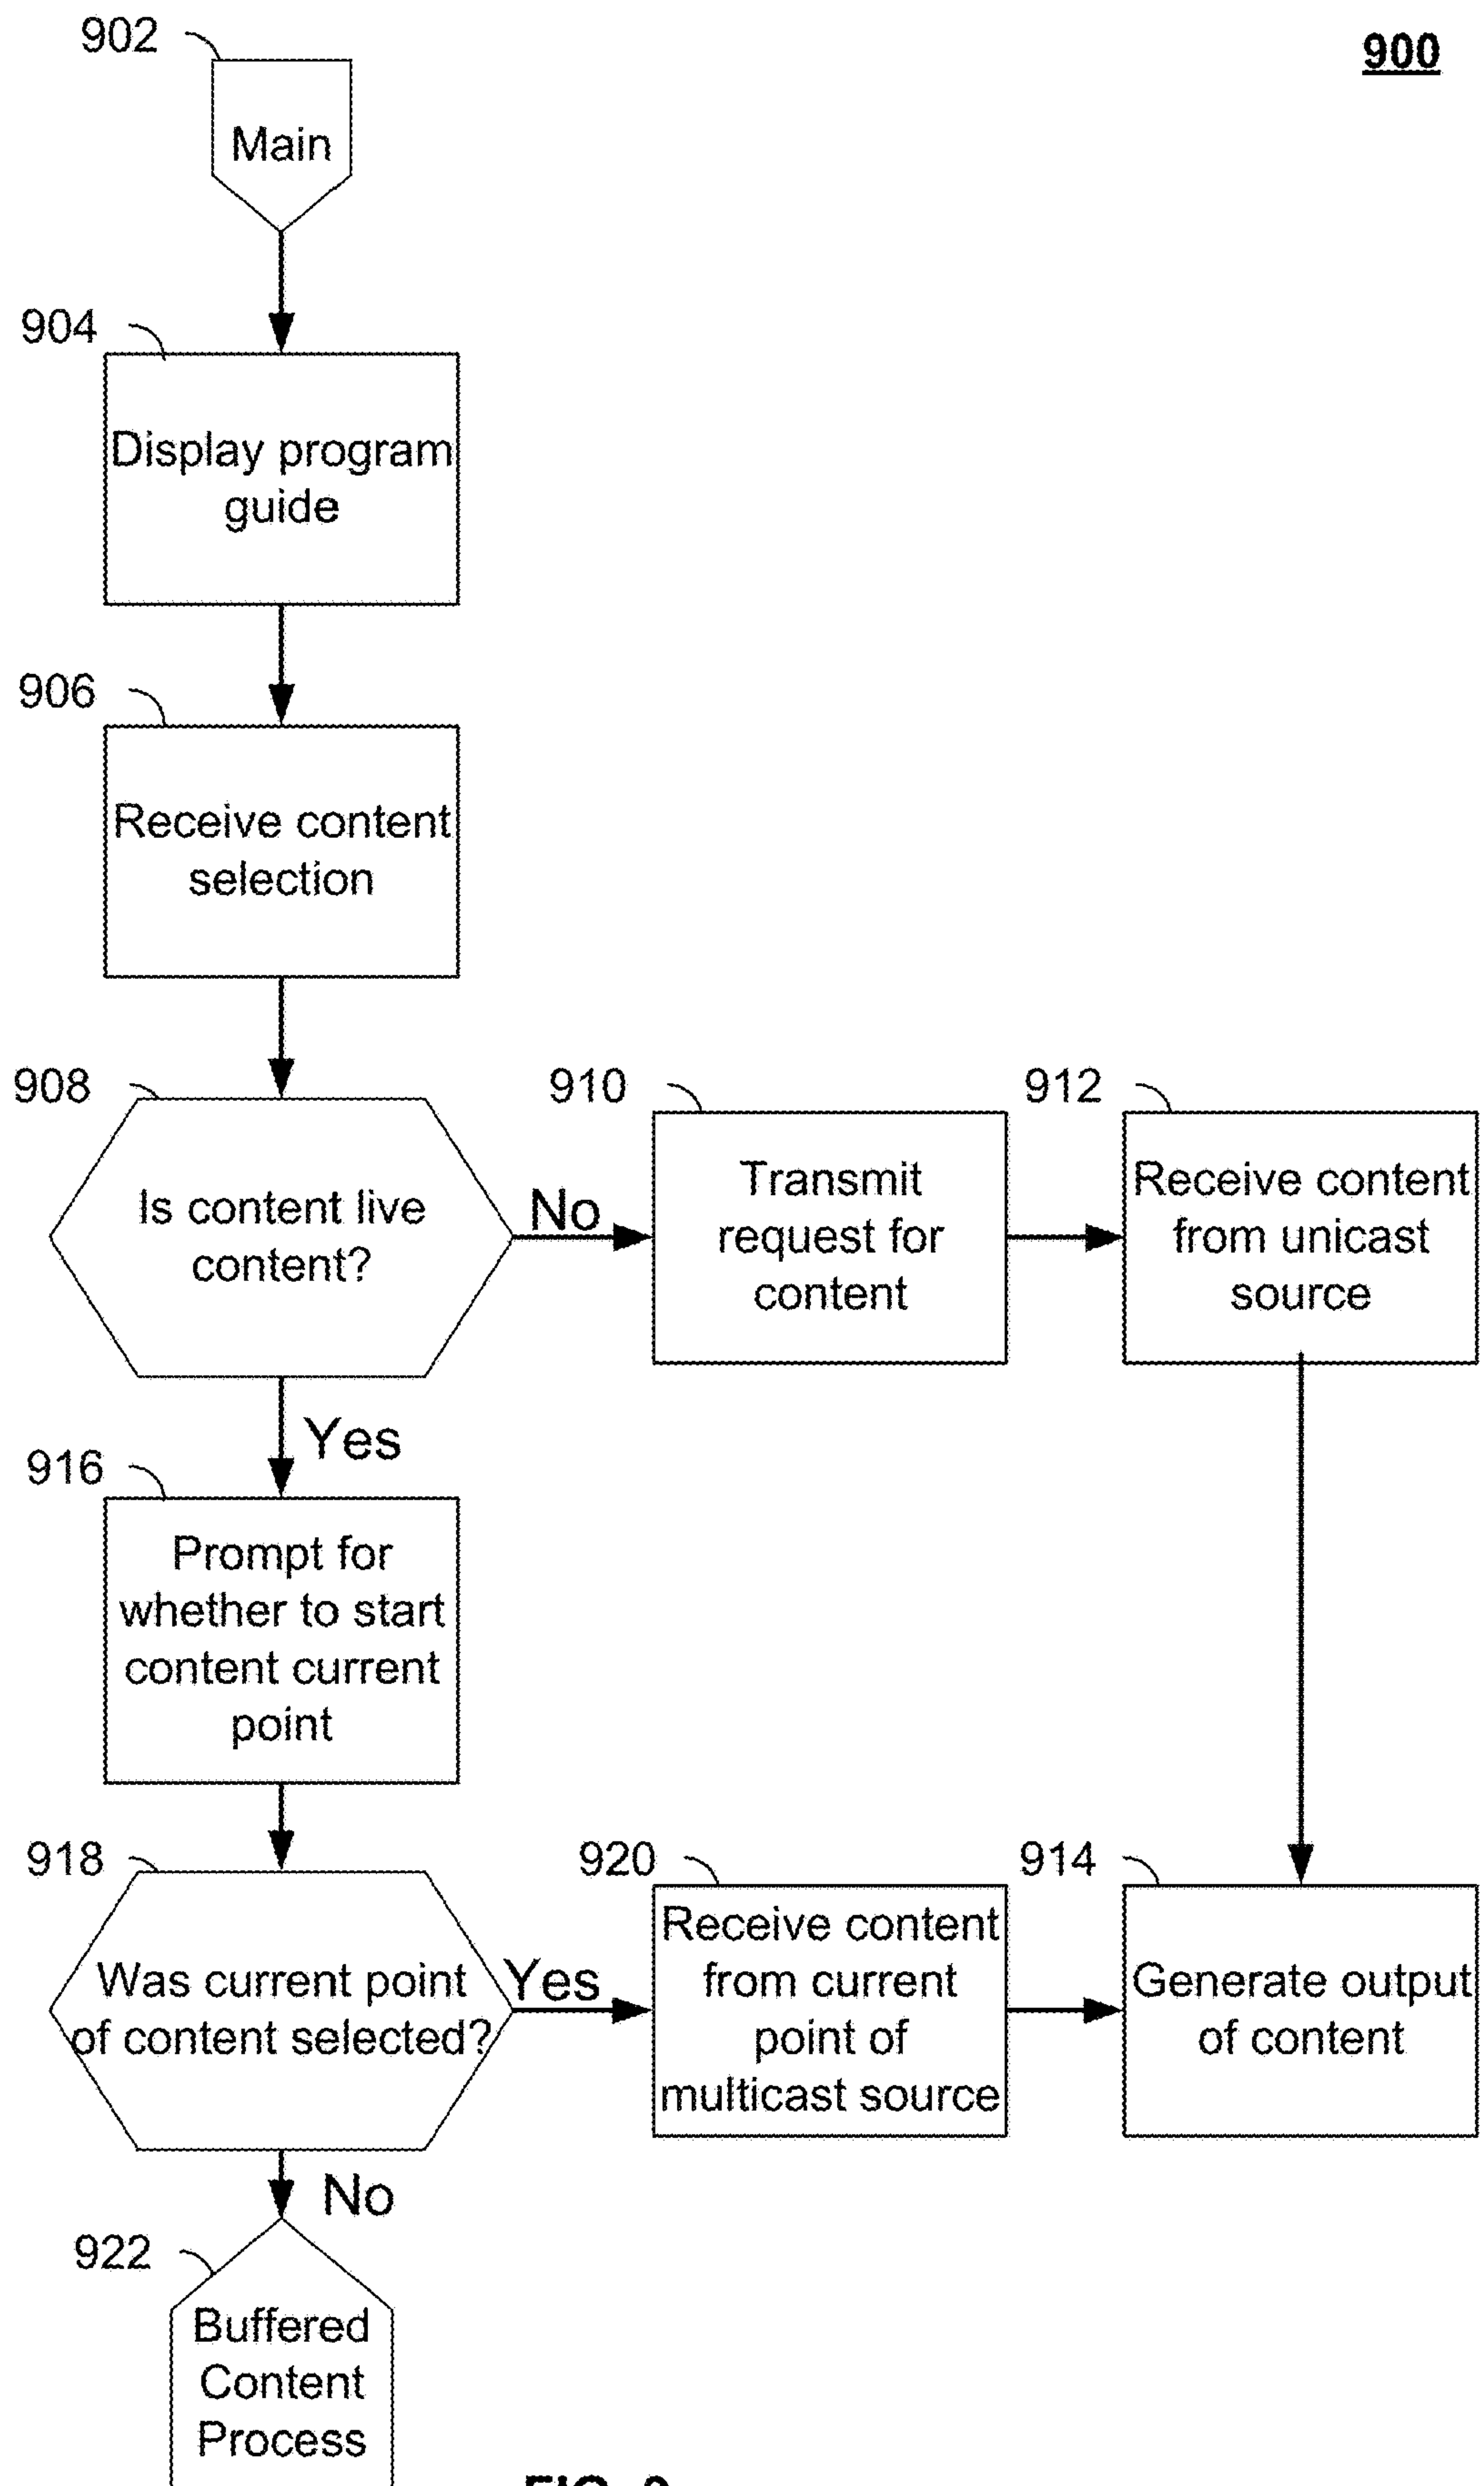 902
900
Main
904
Display program
guide
906
Receive content
selection
908
Is content live
content?
No
910
Transmit
request for
content
912
Receive content
from unicast
source
Yes
916
Prompt for
whether to start
content current
point
918
Was current point
of content selected?
Yes
920
Receive content
from current
point of
multicast source
914
Generate output
of content
No
922
Buffered
Content
Process